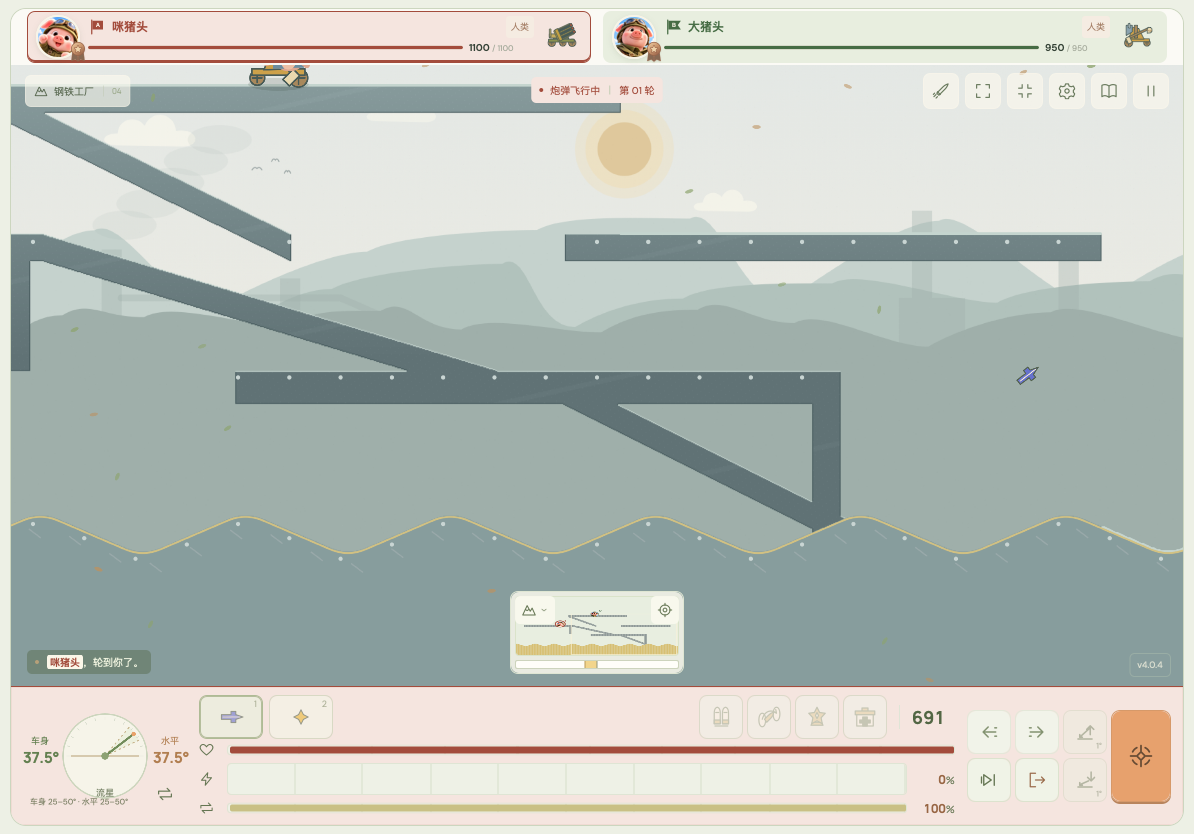 咪猪头
人类
1100 / 1100
大猪头
人类
950 / 950
钢铁工厂 04
炮弹飞行中 第 01 轮
咪猪头，轮到你了。
v4.0.4
1
2
691
车身
37.5°
水平
37.5°
流星
车身 25-50° · 水平 25-50°
0%
100%